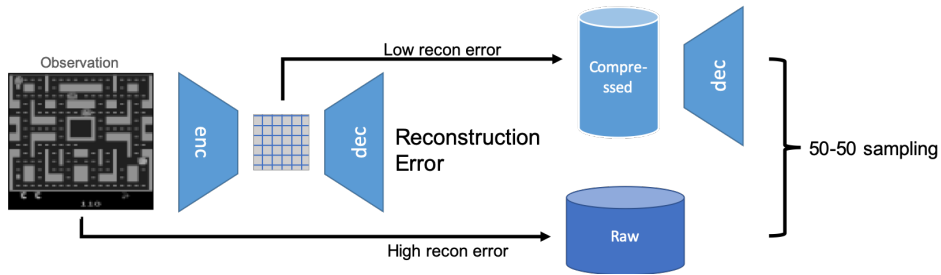 Observation
110
enc
dec
Reconstruction
Error
Low recon error
Compre-
ssed
dec
50-50 sampling
High recon error
Raw